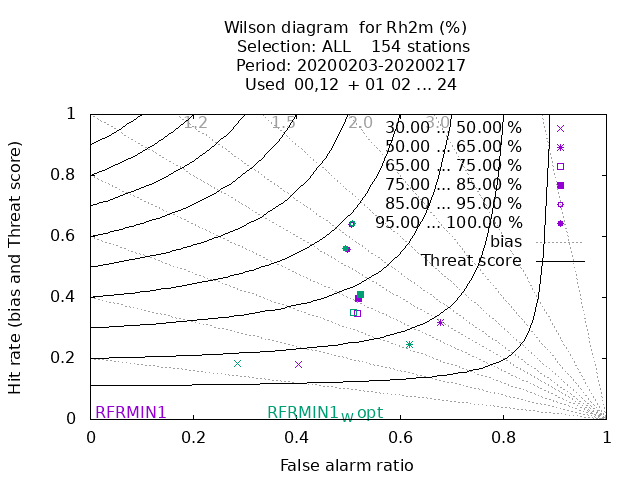 Wilson diagram for Rh2m (%)
Selection: ALL 154 stations
Period: 20200203-20200217
Used 00,12 + 01 02 ... 24
1.2 1.5 2.0 3.0
30.00 ... 50.00 %
50.00 ... 65.00 %
65.00 ... 75.00 %
75.00 ... 85.00 %
85.00 ... 95.00 %
95.00 ... 100.00 %
bias
Threat score
1
0.8
0.6
0.4
0.2
0
Hit rate (bias and Threat score)
RFRMIN1 RFRMIN1w opt
0 0.2 0.4 0.6 0.8 1
False alarm ratio